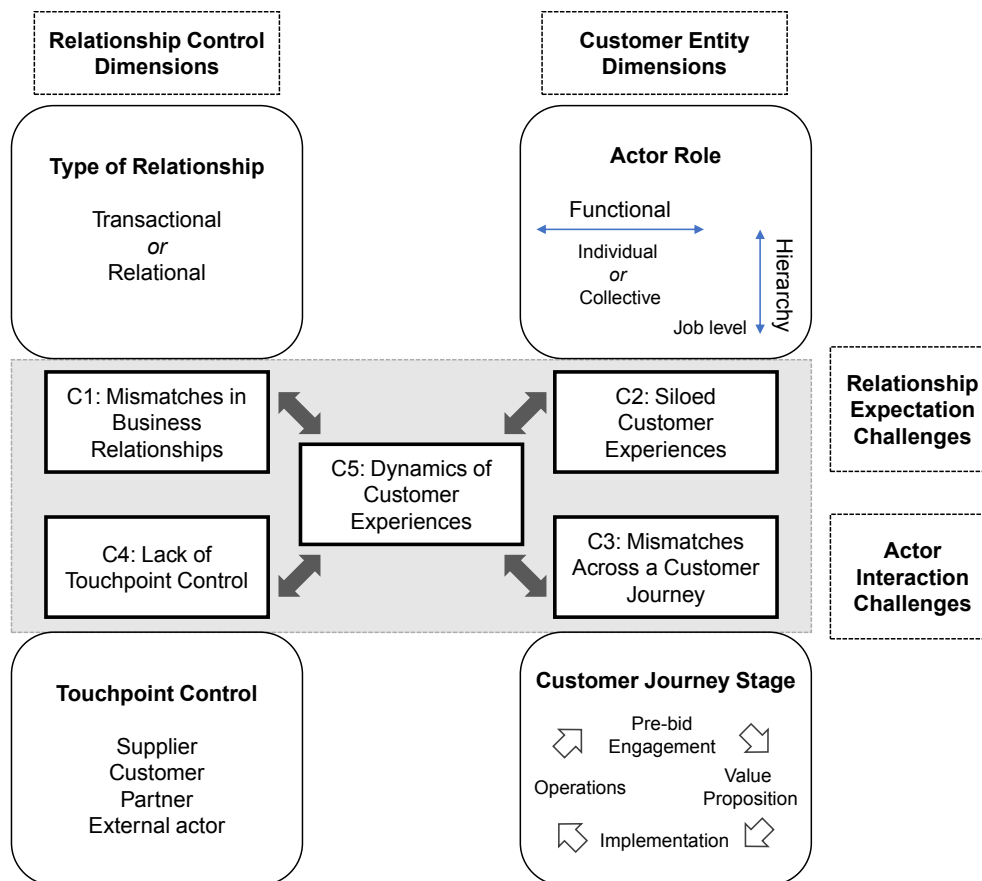 Relationship Control
Dimensions
Customer Entity
Dimensions
Type of Relationship
Transactional
or
Relational
Actor Role
Functional
Individual
or
Collective
Job level
Hierarchy
C1: Mismatches in
Business
Relationships
C2: Siloed
Customer
Experiences
Relationship
Expectation
Challenges
C5: Dynamics of
Customer
Experiences
C4: Lack of
Touchpoint Control
C3: Mismatches
Across a Customer
Journey
Actor
Interaction
Challenges
Touchpoint Control
Supplier
Customer
Partner
External actor
Customer Journey Stage
Pre-bid
Engagement
Operations
Value
Proposition
Implementation